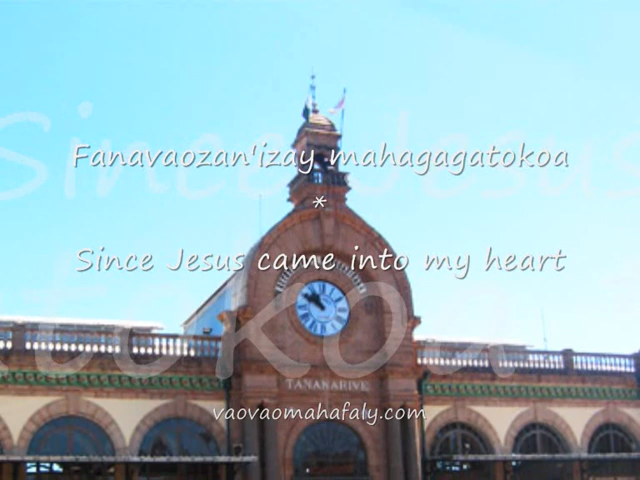 Fanavaozan'izay mahagagatokoa
*
Since Jesus came into my heart
TANANARIVE
vaovaomahafaly.com